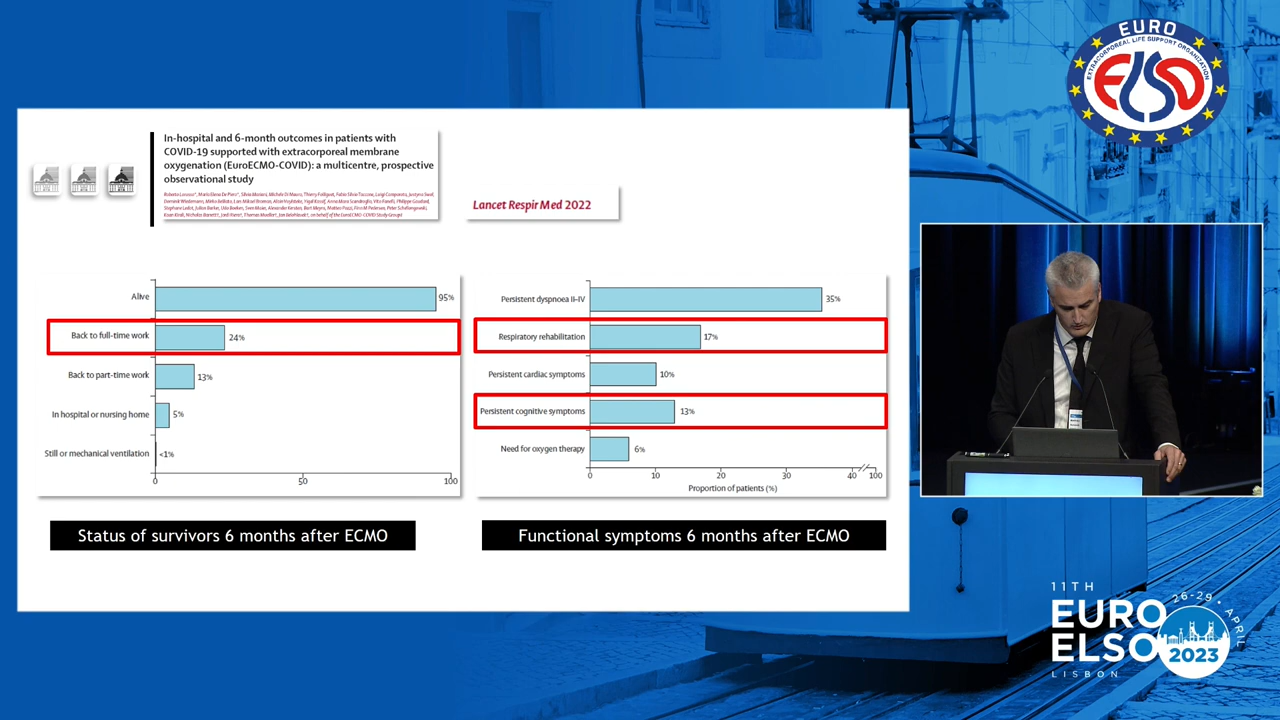 EURO
EXTRACORPOREAL LIFE SUPPORT ORGANIZATION
ELSO
In-hospital and 6-month outcomes in patients with
COVID-19 supported with extracorporeal membrane
oxygenation (EuroECMO-COVID): a multicentre, prospective
observational study
Lancet Respir Med 2022
Alive
95%
Back to full-time work
24%
Back to part-time work
13%
In hospital or nursing home
5%
Still or mechanical ventilation
<1%
0 50 100
Status of survivors 6 months after ECMO
Persistent dyspnoea II-IV
35%
Respiratory rehabilitation
17%
Persistent cardiac symptoms
10%
Persistent cognitive symptoms
13%
Need for oxygen therapy
6%
0 10 20 30 40 100
Proportion of patients (%)
Functional symptoms 6 months after ECMO
11TH
EURO
ELSO
LISBON
26-29 • APRIL
2023